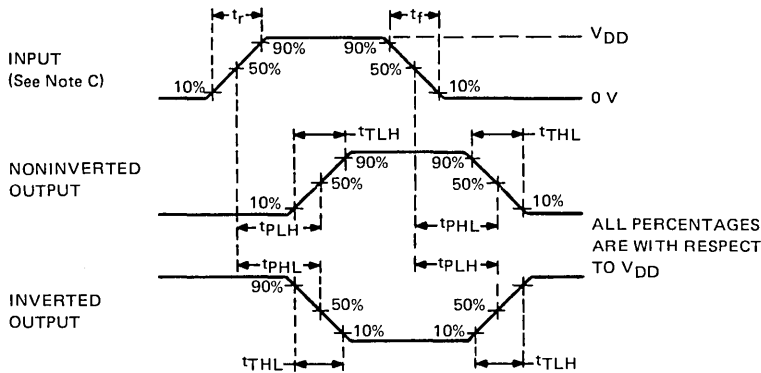 tr
tf
VDD
90%
90%
INPUT
(See Note C)
50%
50%
10%
10%
0 V
tTLH
tTHL
NONINVERTED
OUTPUT
90%
90%
50%
50%
10%
10%
tPLH
tPHL
ALL PERCENTAGES
ARE WITH RESPECT
TO VDD
tPHL
tPLH
INVERTED
OUTPUT
90%
90%
50%
50%
10%
10%
tTHL
tTLH